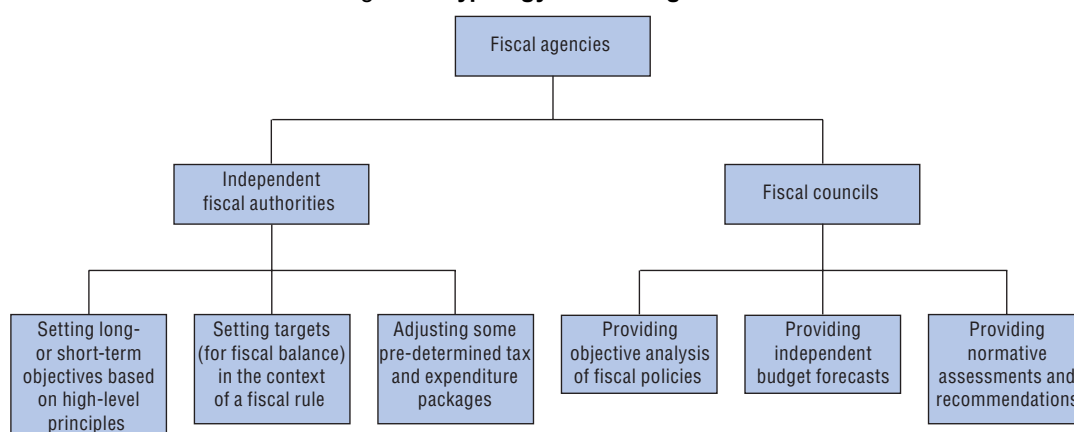 Fiscal agencies
Independent
fiscal authorities
Fiscal councils
Setting long-
or short-term
objectives based
on high-level
principles
Setting targets
(for fiscal balance)
in the context
of a fiscal rule
Adjusting some
pre-determined tax
and expenditure
packages
Providing
objective analysis
of fiscal policies
Providing
independent
budget forecasts
Providing
normative
assessments and
recommendations